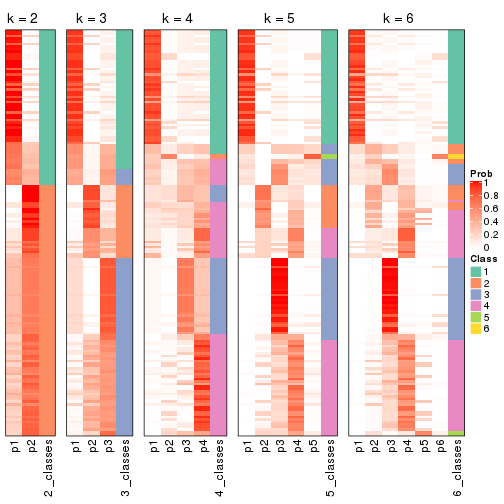 k = 2
k = 3
k = 4
k = 5
k = 6
Prob
1
0.8
0.6
0.4
0.2
0
Class
1
2
3
4
5
6
p1
p2
2_classes
p1
p2
p3
3_classes
p1
p2
p3
p4
4_classes
p1
p2
p3
p4
p5
5_classes
p1
p2
p3
p4
p5
p6
6_classes